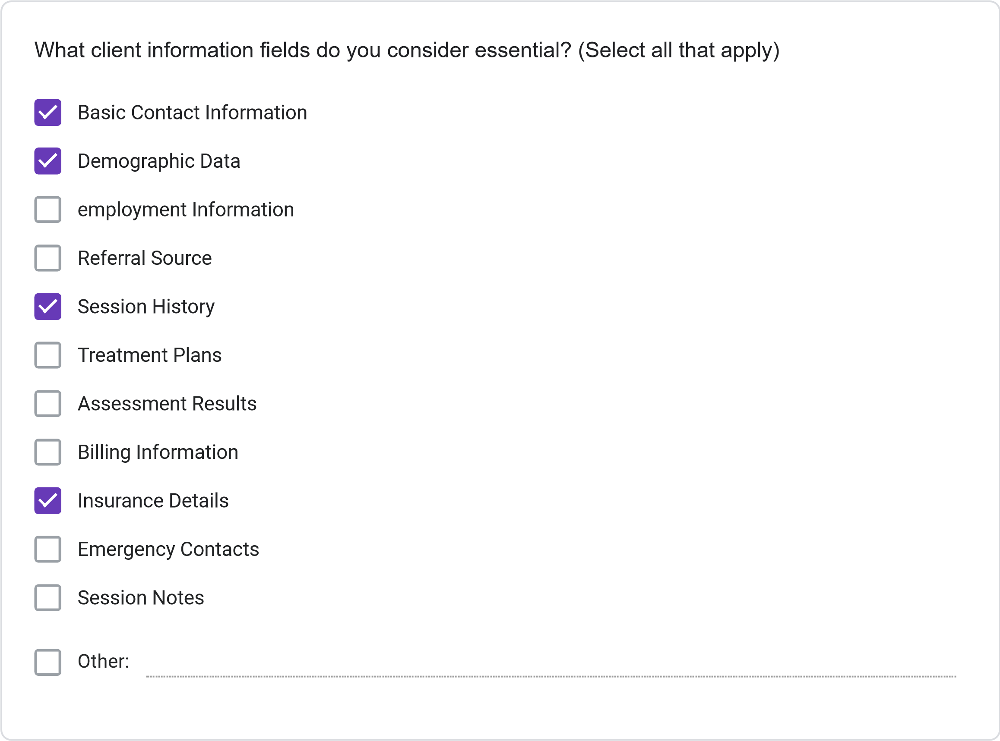 What client information fields do you consider essential? (Select all that apply)
Basic Contact Information
Demographic Data
employment Information
Referral Source
Session History
Treatment Plans
Assessment Results
Billing Information
Insurance Details
Emergency Contacts
Session Notes
Other: